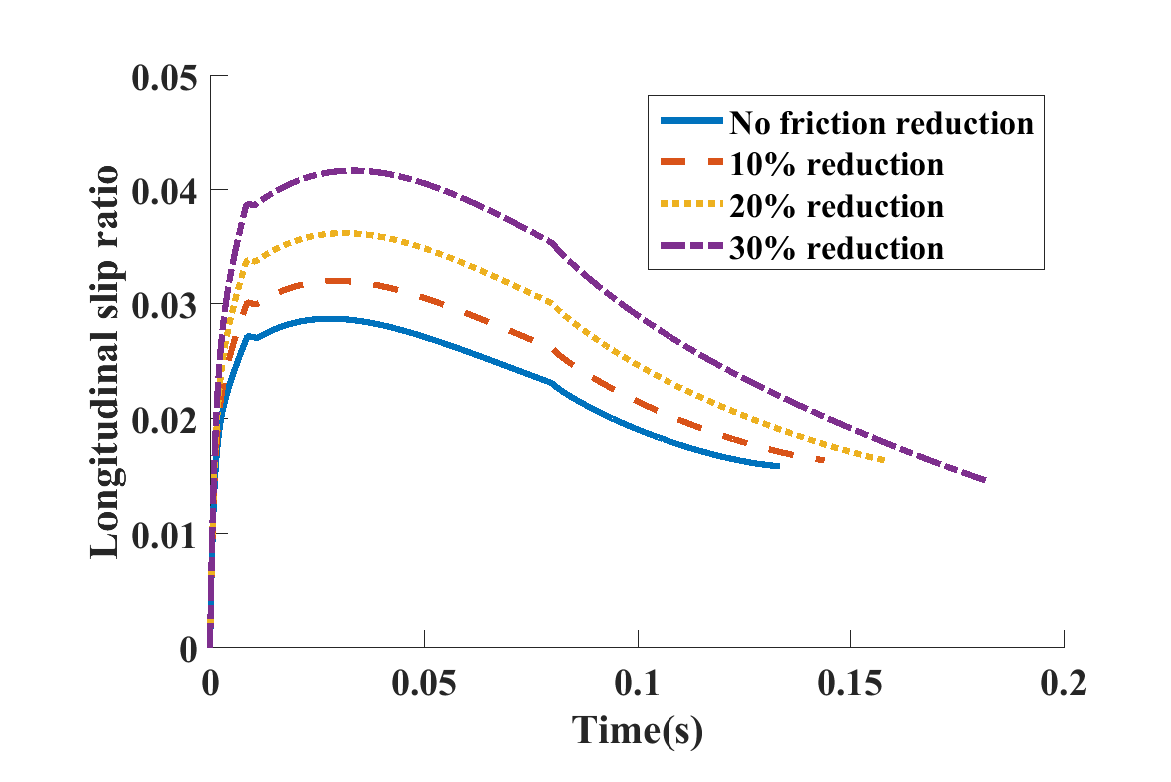 0.05
0.04
0.03
0.02
0.01
0
Longitudinal slip ratio
No friction reduction
10% reduction
20% reduction
30% reduction
0 0.05 0.1 0.15 0.2
Time(s)